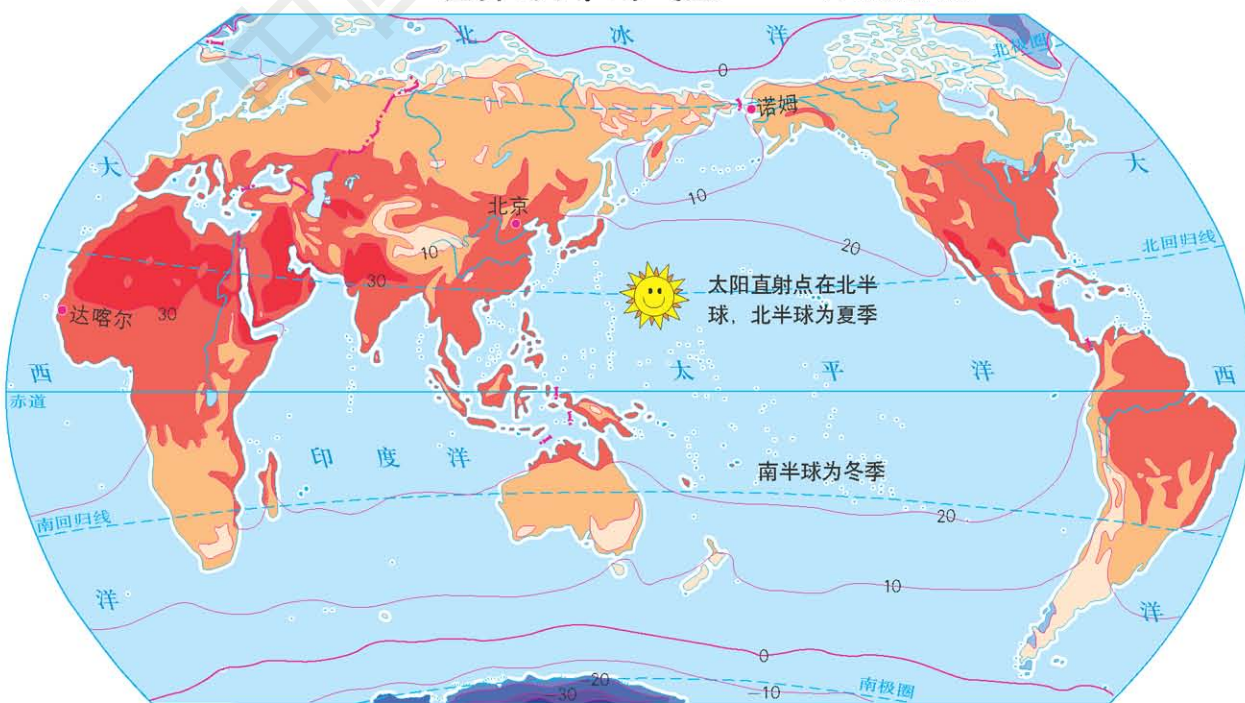 北 冰 洋
北极圈
0
诺姆
大
大
10
北京
20
北回归线
10
30
太阳直射点在北半
球，北半球为夏季
达喀尔
30
西
太 平 洋
西
赤道
印 度 洋
南半球为冬季
南回归线
20
10
洋
洋
0
-20
南极圈
-30
-10